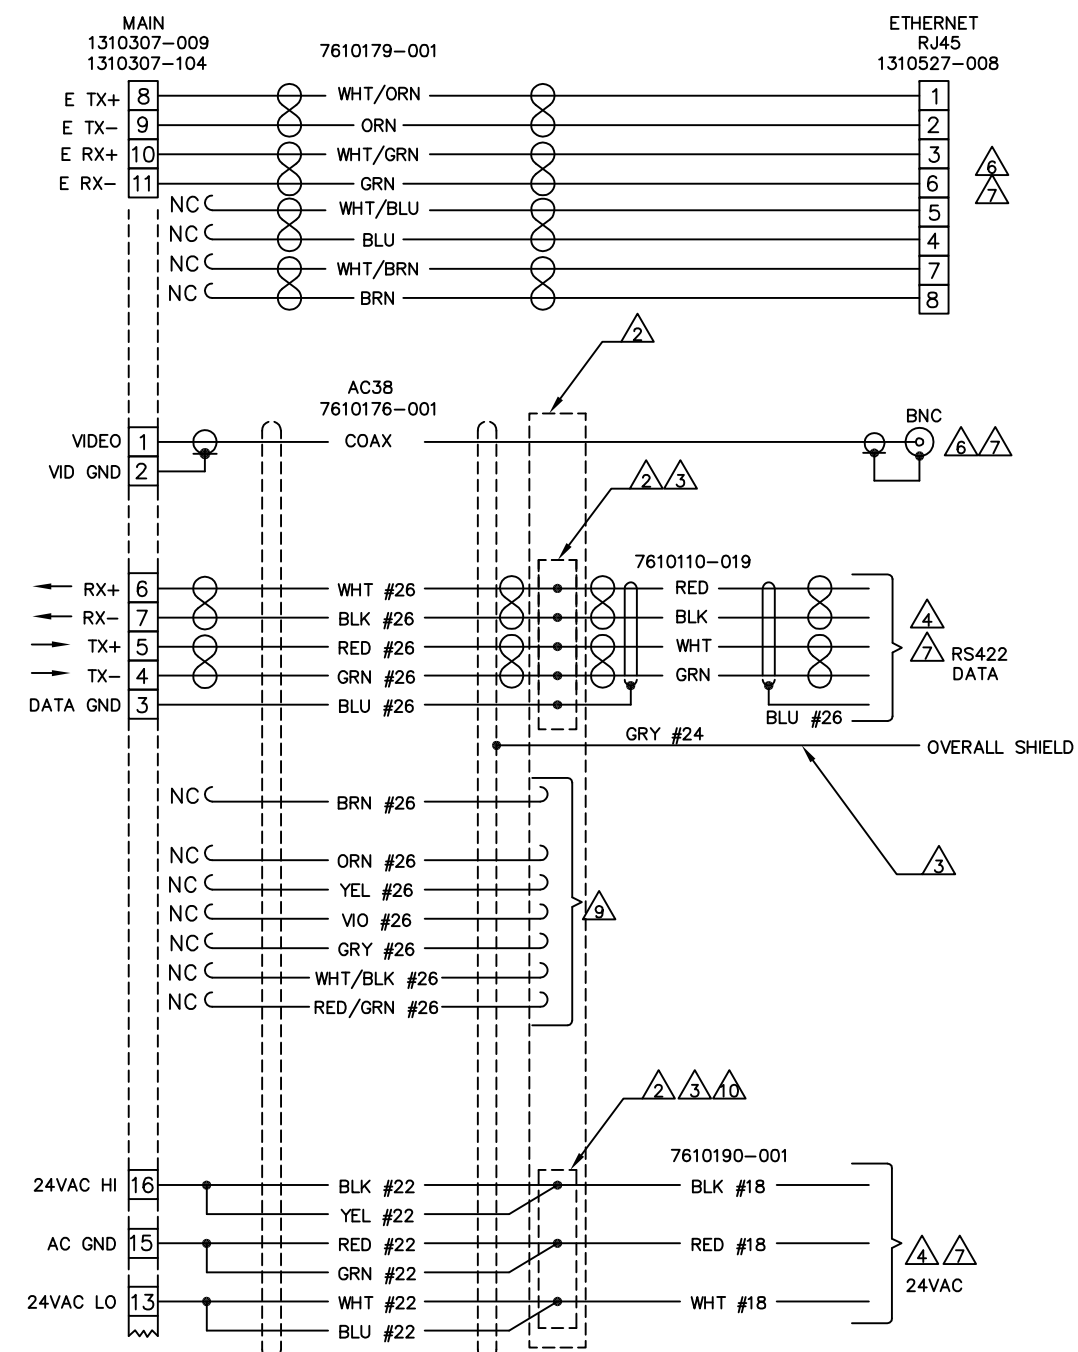 MAIN
1310307-009
1310307-104
7610179-001
ETHERNET
RJ45
1310527-008
E TX+ 8 WHT/ORN 1
E TX- 9 ORN 2
E RX+ 10 WHT/GRN 3
6
E RX- 11 GRN 6
7
NC WHT/BLU 5
NC BLU 4
NC WHT/BRN 7
NC BRN 8
2
AC38
7610176-001
BNC
VIDEO 1 COAX 6 7
VID GND 2
2 3
7610110-019
RX+ 6 WHT #26 RED
RX- 7 BLK #26 BLK 4
TX+ 5 RED #26 WHT 7 RS422
TX- 4 GRN #26 GRN DATA
DATA GND 3 BLU #26 BLU #26
GRY #24 OVERALL SHIELD
NC BRN #26
NC ORN #26 3
NC YEL #26
NC VIO #26 9
NC GRY #26
NC WHT/BLK #26
NC RED/GRN #26
2 3 10
7610190-001
24VAC HI 16 BLK #22 BLK #18
YEL #22
AC GND 15 RED #22 RED #18 4 7
GRN #22 24VAC
24VAC LO 13 WHT #22 WHT #18
BLU #22